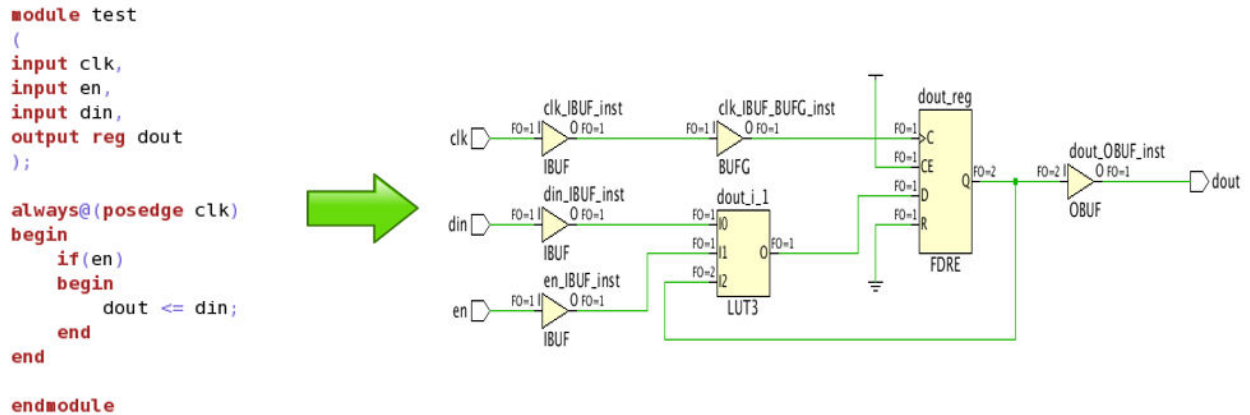 module test
(
input clk,
input en,
input din,
output reg dout
);
always@(posedge clk)
begin
if(en)
begin
dout <= din;
end
end
endmodule
clk_IBUF_inst
clk FO=1 I O FO=1
IBUF
clk_IBUF_BUFG_inst
FO=1 I O FO=1
BUFG
din_IBUF_inst
din FO=1 I O FO=1
IBUF
en_IBUF_inst
en FO=1 I O FO=1
IBUF
dout_i_1
FO=1 I0
FO=1 I1 O FO=1
FO=2 I2
LUT3
dout_reg
FO=1 C
FO=1 CE
FO=1 D Q FO=2
FO=1 R
FDRE
dout_OBUF_inst
FO=2 I O FO=1 dout
OBUF